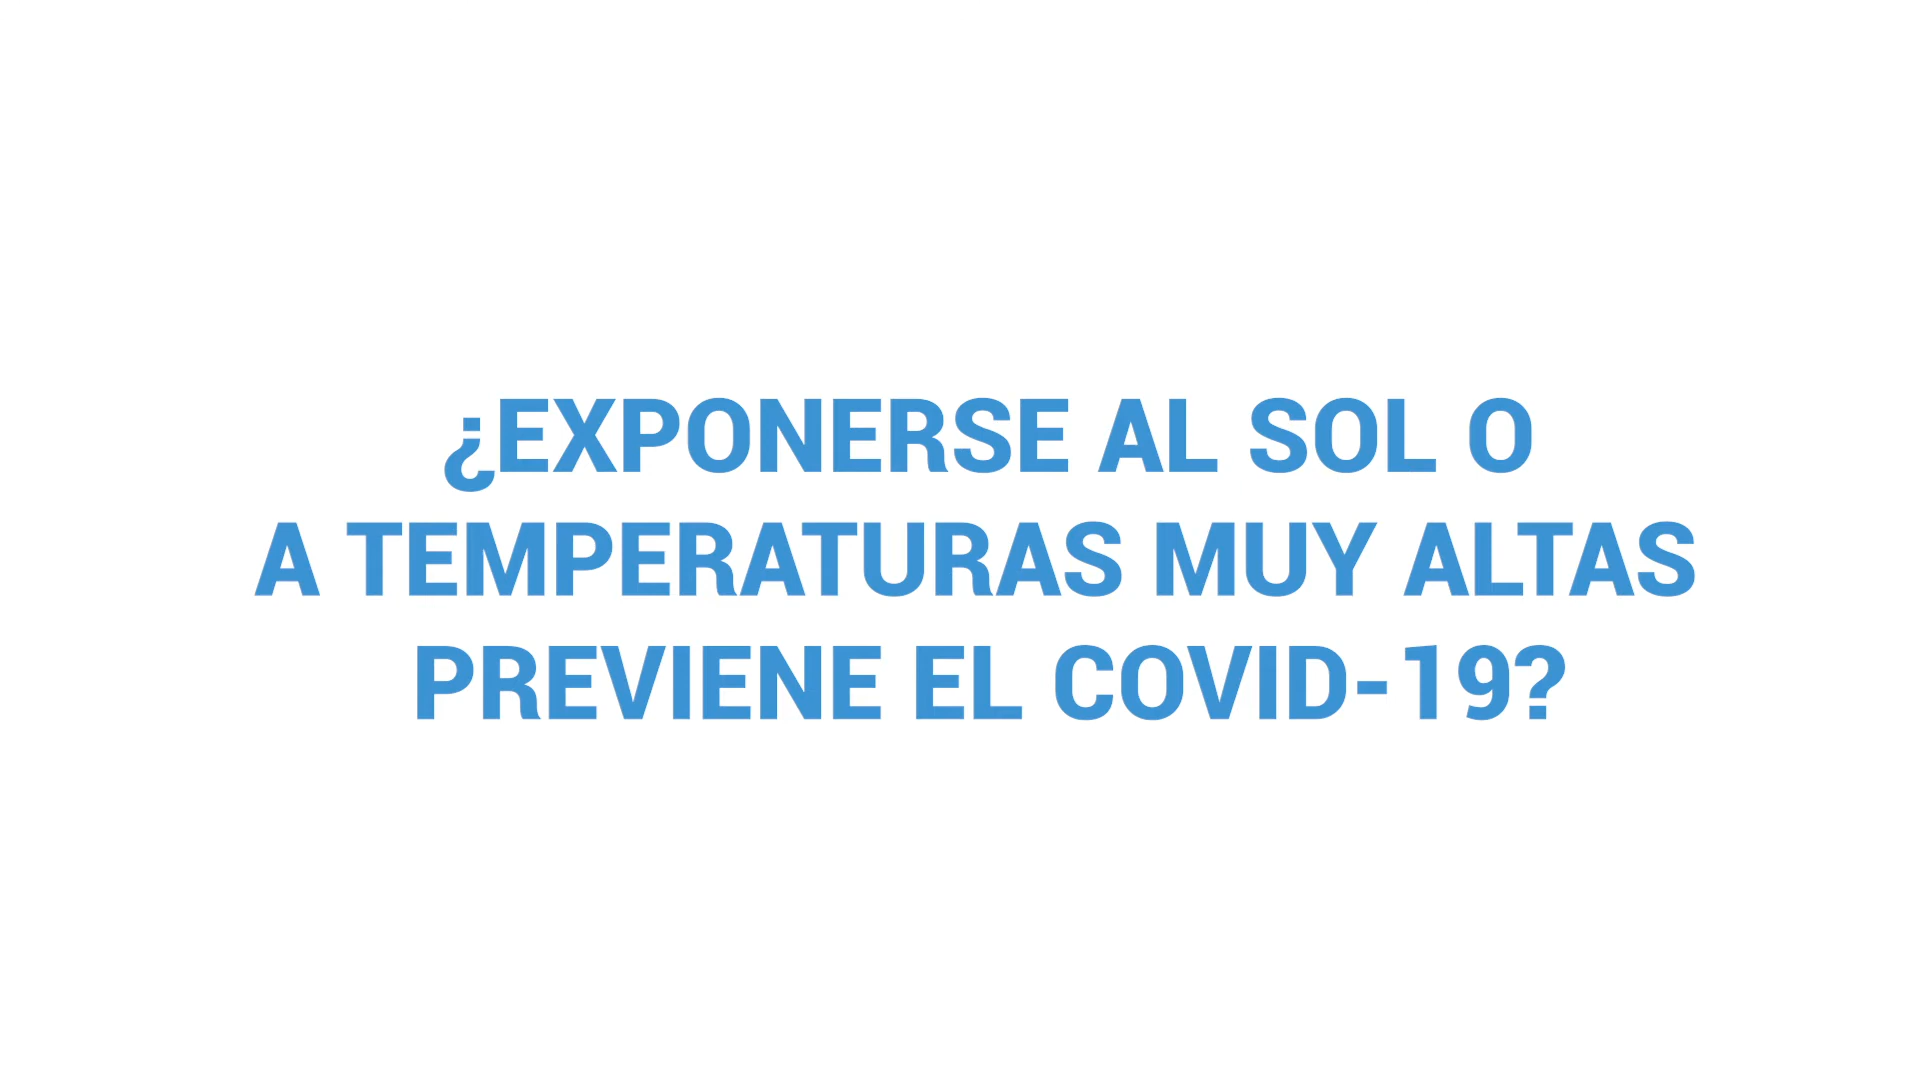 ¿EXPONERSE AL SOL O
A TEMPERATURAS MUY ALTAS
PREVIENE EL COVID-19?